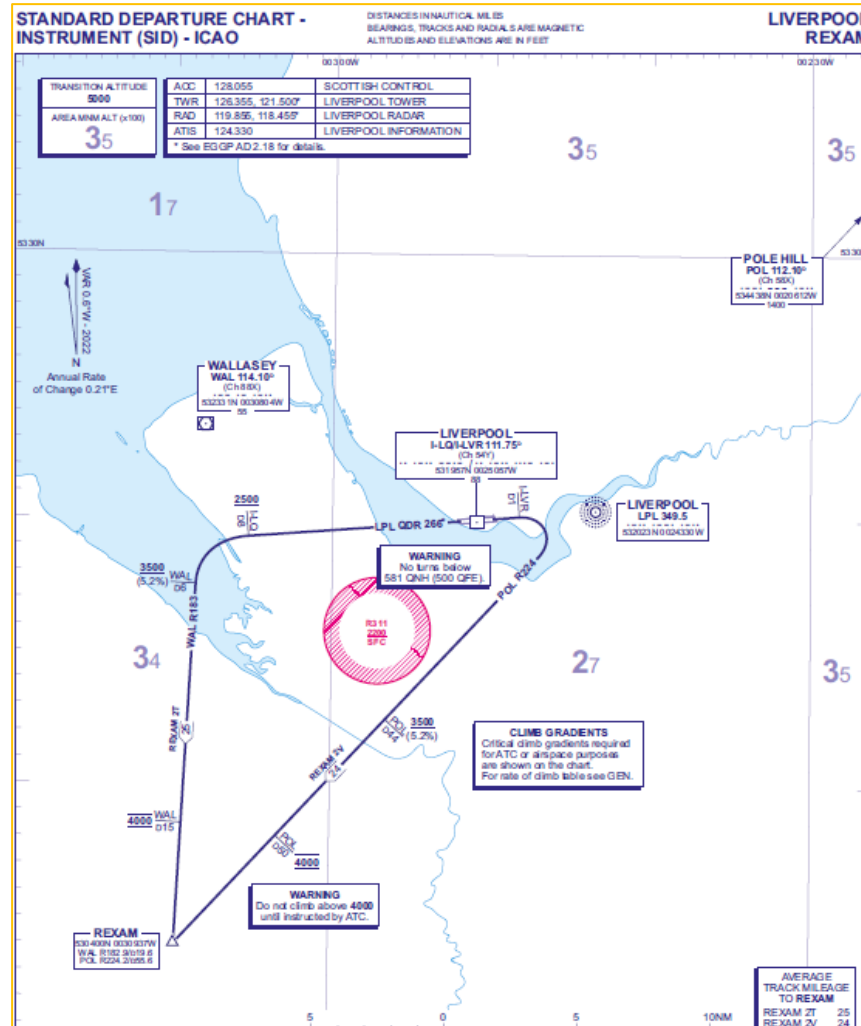 STANDARD DEPARTURE CHART -
INSTRUMENT (SID) - ICAO
DISTANCES IN NAUTICAL MILES
BEARINGS, TRACKS AND RADIALS ARE MAGNETIC
ALTITUDES AND ELEVATIONS ARE IN FEET
LIVERPOOL
REXAM
00300W
00230W
TRANSITION ALTITUDE
5000
AREA MNM ALT (x100)
35
ACC 128.055 SCOTTISH CONTROL
TWR 126.355, 121.500* LIVERPOOL TOWER
RAD 119.855, 118.455* LIVERPOOL RADAR
ATIS 124.330 LIVERPOOL INFORMATION
* See EGGP AD 2.18 for details.
35
35
17
5330N
5330
POLE HILL
POL 112.10D
(Ch 58X)
534438N 0020612W
1400
VAR 0.6°W - 2022
N
Annual Rate
of Change 0.21°E
WALLASEY
WAL 114.10D
(Ch 88X)
532331N 0030804W
55
LIVERPOOL
I-LQ/I-LVR 111.75D
(Ch 54Y)
531957N 0025057W
88
I-LVR
D1
LIVERPOOL
LPL 349.5
532023N 0024330W
2500
I-LQ
D8
LPL QDR 266°
WARNING
No turns below
581 QNH (500 QFE).
3500
(5.2%)
WAL
D6
WAL R183
POL R224
R311
2200
SFC
34
27
35
REXAM 2T
25
POL
D44
3500
(5.2%)
CLIMB GRADIENTS
Critical climb gradients required
for ATC or airspace purposes
are shown on the chart.
For rate of climb table see GEN.
REXAM 2V
24
4000
WAL
D15
POL
D50
4000
WARNING
Do not climb above 4000
until instructed by ATC.
REXAM
530400N 0030937W
WAL R182.9/D19.6
POL R224.2/D55.6
AVERAGE
TRACK MILEAGE
TO REXAM
REXAM 2T 25
REXAM 2V 24
5 0 5 10NM